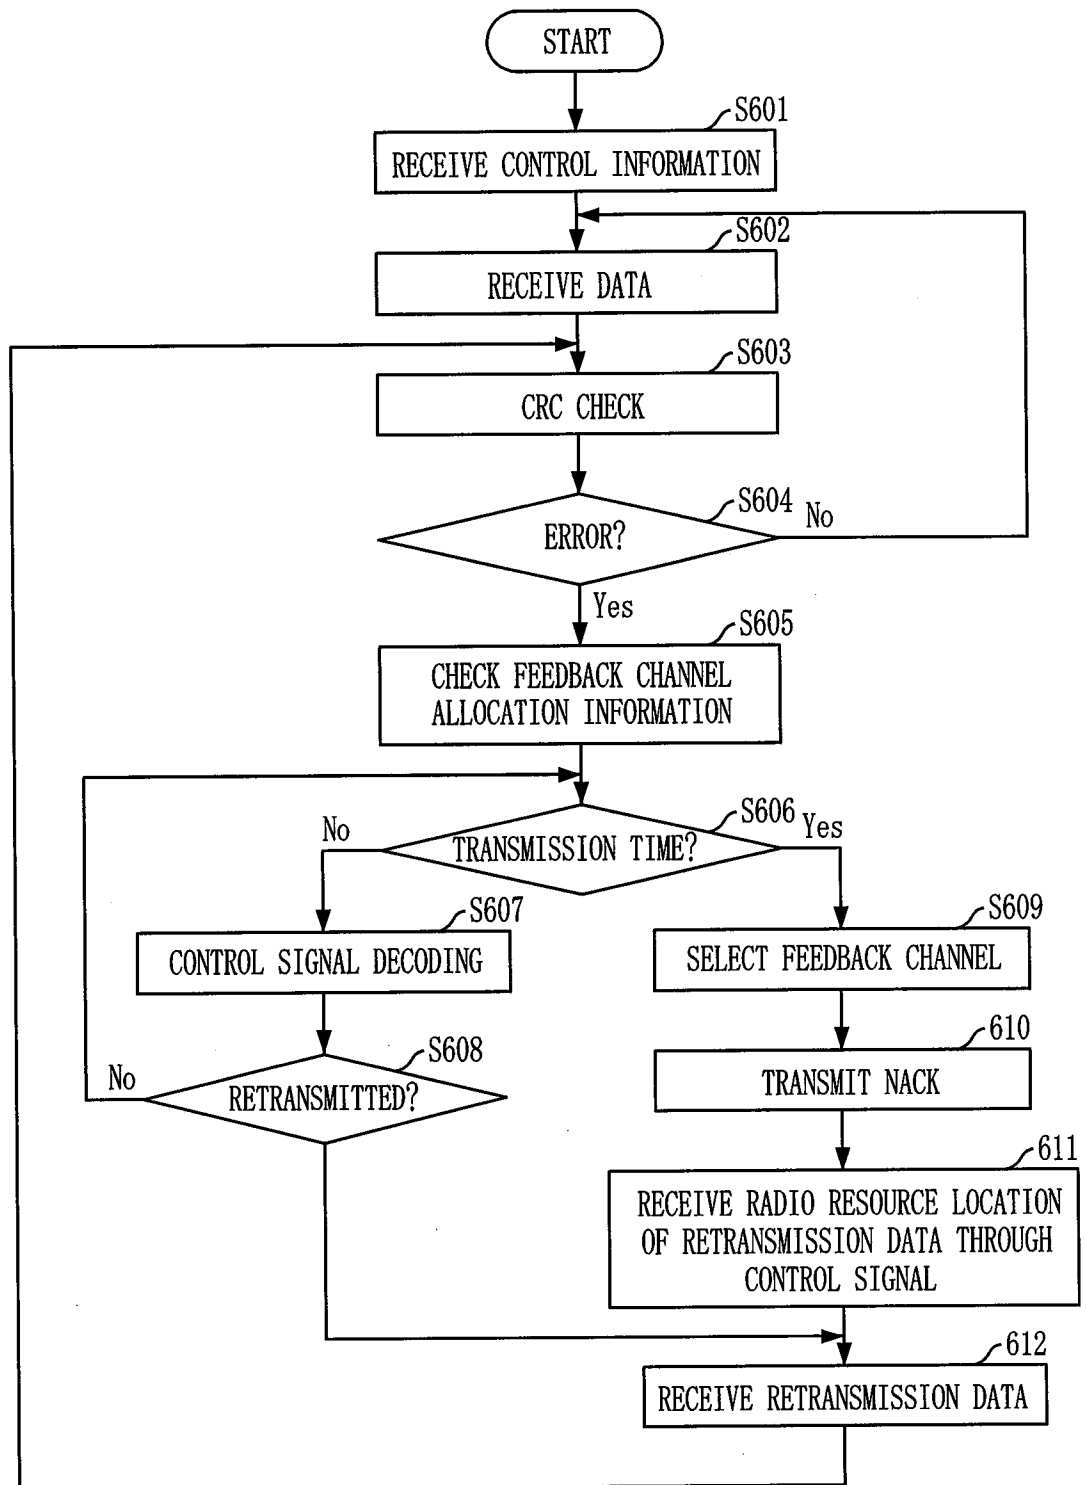 START
S601
RECEIVE CONTROL INFORMATION
S602
RECEIVE DATA
S603
CRC CHECK
S604
ERROR?
No
Yes
S605
CHECK FEEDBACK CHANNEL
ALLOCATION INFORMATION
S606
No
TRANSMISSION TIME?
Yes
S607
CONTROL SIGNAL DECODING
S609
SELECT FEEDBACK CHANNEL
S608
No
RETRANSMITTED?
610
TRANSMIT NACK
611
RECEIVE RADIO RESOURCE LOCATION
OF RETRANSMISSION DATA THROUGH
CONTROL SIGNAL
612
RECEIVE RETRANSMISSION DATA